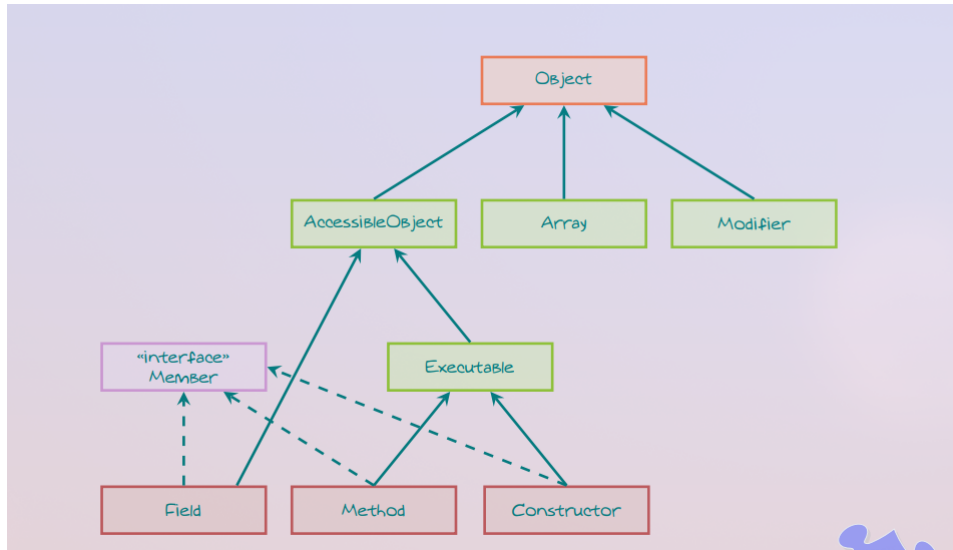 Object
AccessibleObject
Array
Modifier
“interface”
Member
Executable
Field
Method
Constructor